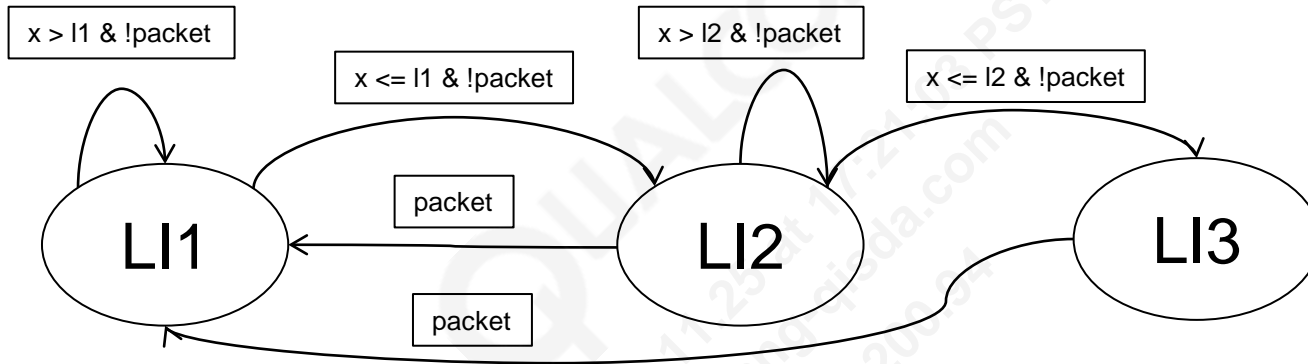 x > l1 & !packet
x > l2 & !packet
x <= l1 & !packet
x <= l2 & !packet
packet
LI1
LI2
LI3
packet